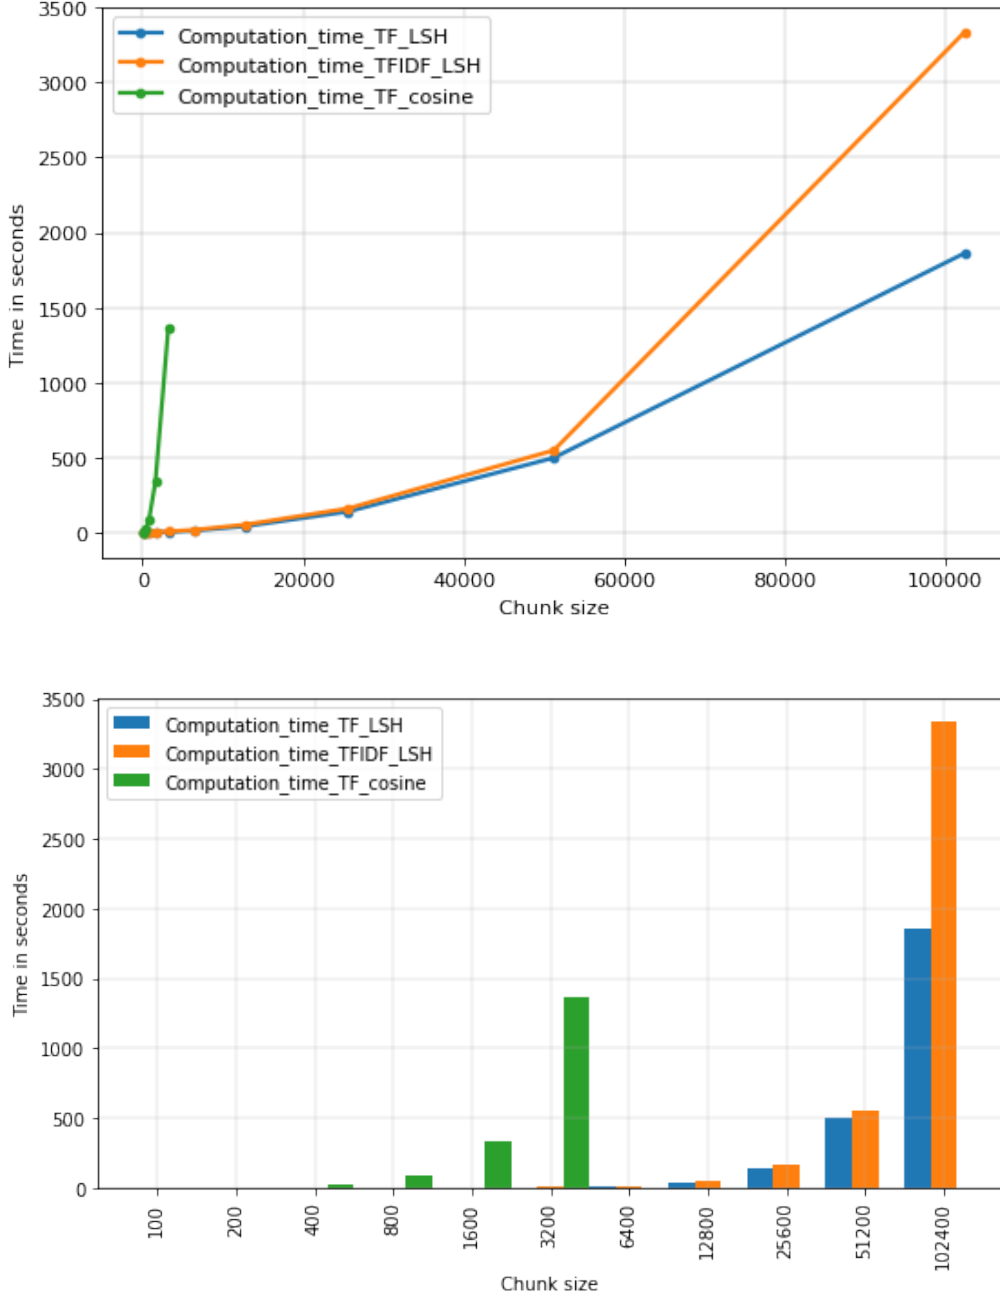 3500
3000
2500
2000
1500
1000
500
0
Time in seconds
Computation_time_TF_LSH
Computation_time_TFIDF_LSH
Computation_time_TF_cosine
0 20000 40000 60000 80000 100000
Chunk size
3500
3000
2500
2000
1500
1000
500
0
Time in seconds
Computation_time_TF_LSH
Computation_time_TFIDF_LSH
Computation_time_TF_cosine
100 200 400 800 1600 3200 6400 12800 25600 51200 102400
Chunk size